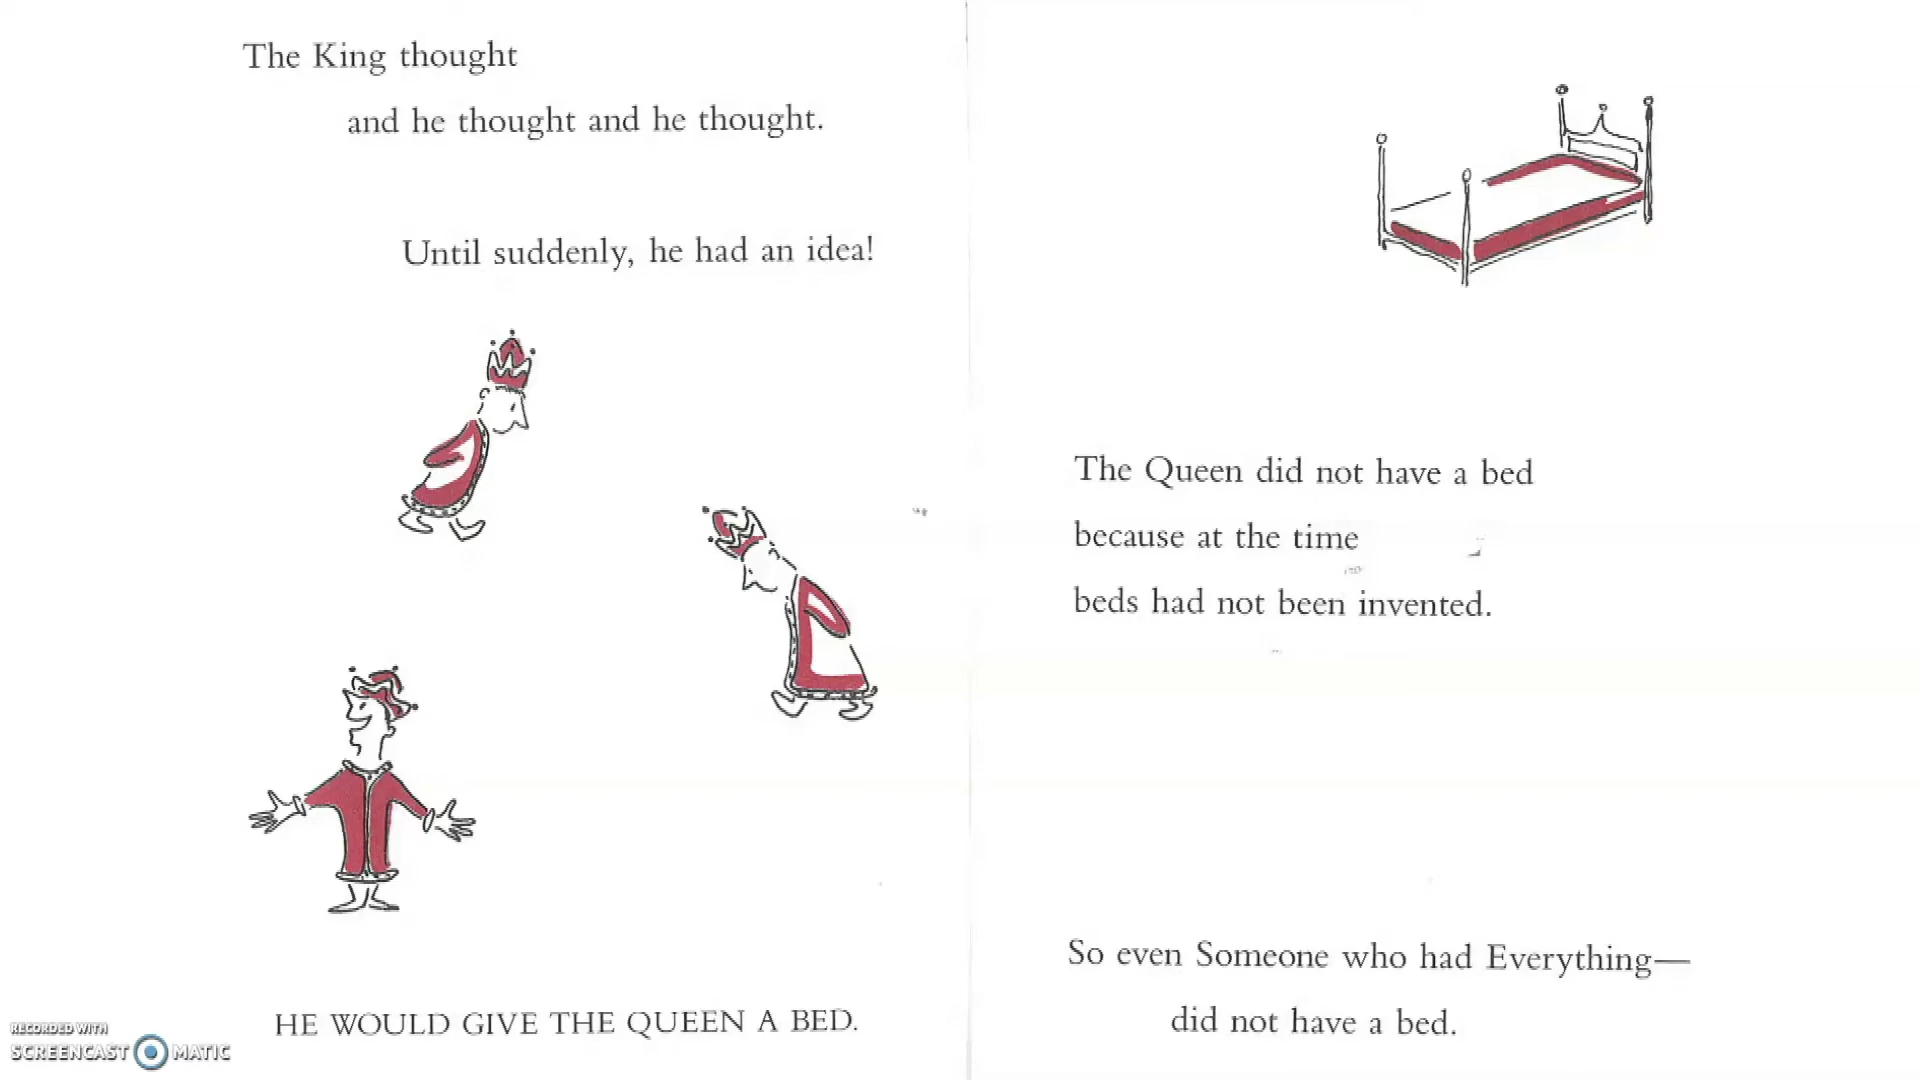 The King thought
and he thought and he thought.
Until suddenly, he had an idea!
HE WOULD GIVE THE QUEEN A BED.
The Queen did not have a bed
because at the time
beds had not been invented.
So even Someone who had Everything—
did not have a bed.
RECORDED WITH
SCREENCAST MATIC